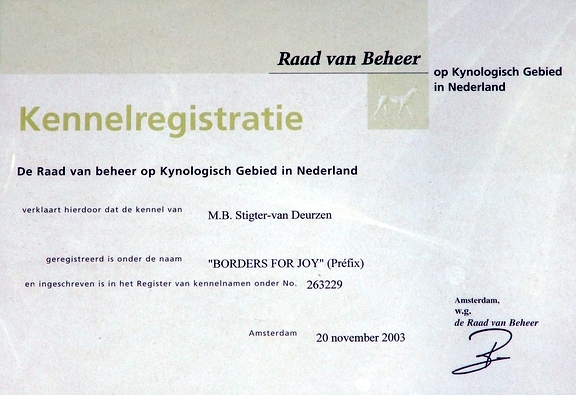 Raad van Beheer
op Kynologisch Gebied
in Nederland
Kennelregistratie
De Raad van beheer op Kynologisch Gebied in Nederland
verklaart hierdoor dat de kennel van M.B. Stigter-van Deurzen
geregistreerd is onder de naam "BORDERS FOR JOY" (Préfix)
en ingeschreven is in het Register van kennelnamen onder No. 263229
Amsterdam 20 november 2003
Amsterdam,
w.g.
de Raad van Beheer